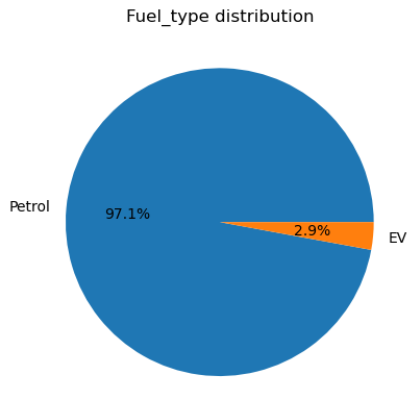 Fuel_type distribution
Petrol
97.1%
2.9%
EV